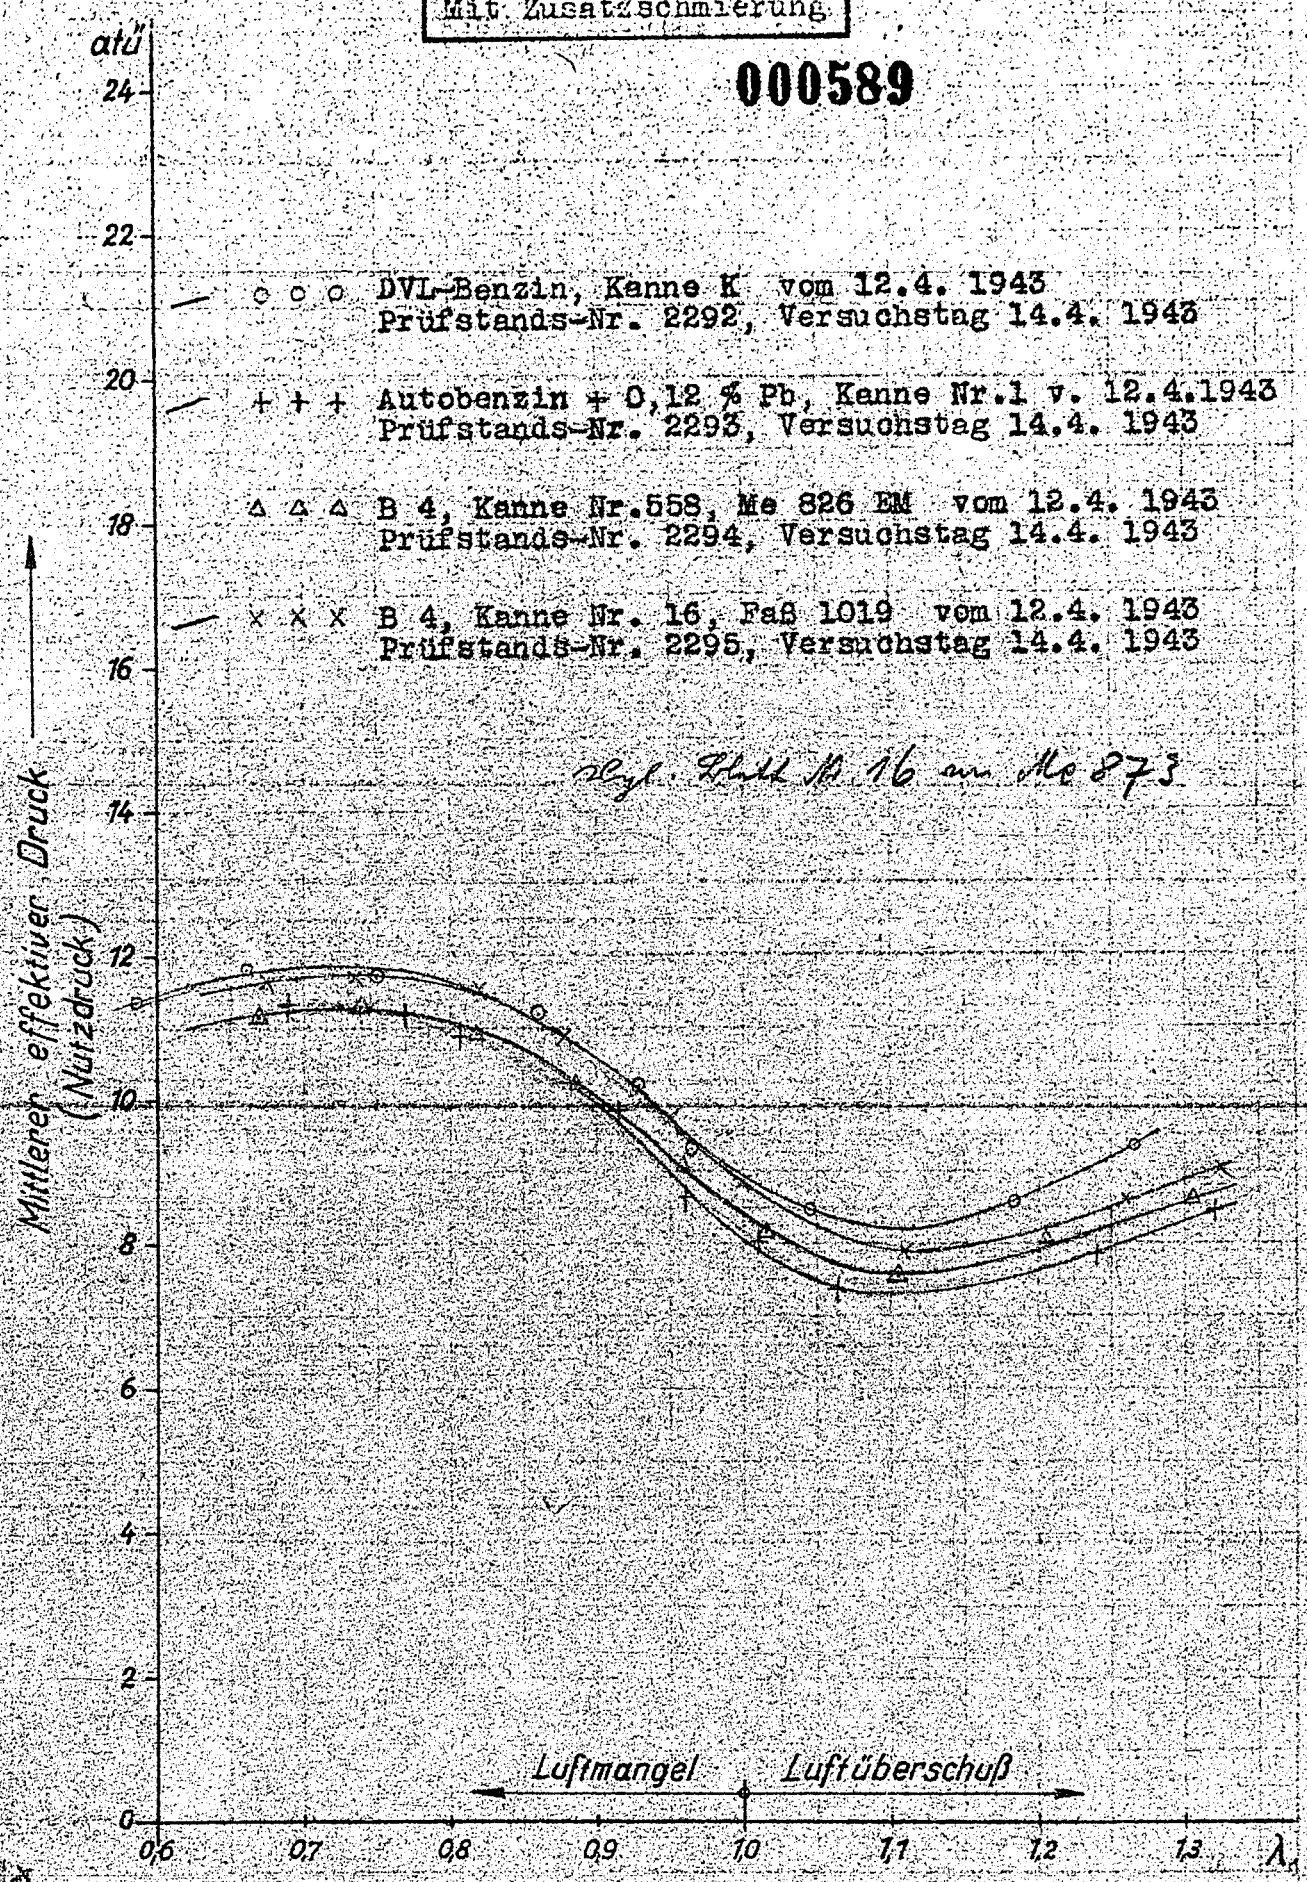 Mit Zusatzschmierung
000589
atü
24
22
20
18
16
14
12
10
8
6
4
2
0
DVL-Benzin, Kanne K vom 12.4. 1943
Prüfstands-Nr. 2292, Versuchstag 14.4. 1943
Autobenzin + 0,12 % Pb, Kanne Nr.1 v. 12.4.1943
Prüfstands-Nr. 2293, Versuchstag 14.4. 1943
B 4, Kanne Nr.558, Me 826 EM vom 12.4. 1943
Prüfstands-Nr. 2294, Versuchstag 14.4. 1943
B 4, Kanne Nr. 16, Faß 1019 vom 12.4. 1943
Prüfstands-Nr. 2295, Versuchstag 14.4. 1943
Blatt 16 Me 873
Mittlerer effektiver Druck
(Nutzdruck)
Luftmangel Luftüberschuß
0,6 0,7 0,8 0,9 1,0 1,1 1,2 1,3 λ